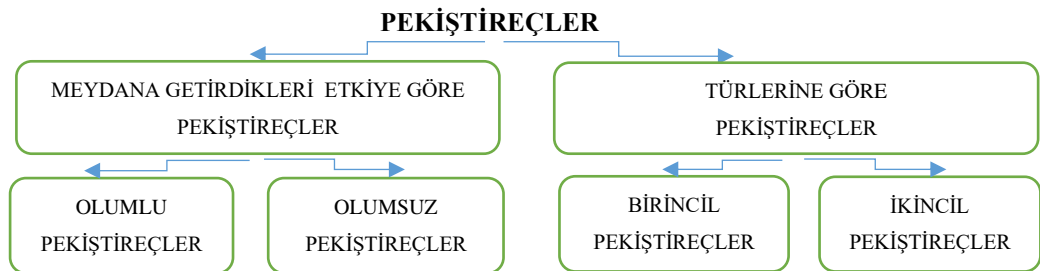 PEKİŞTİREÇLER
MEYDANA GETİRDİKLERİ ETKİYE GÖRE
PEKİŞTİREÇLER
TÜRLERİNE GÖRE
PEKİŞTİREÇLER
OLUMLU
PEKİŞTİREÇLER
OLUMSUZ
PEKİŞTİREÇLER
BİRİNCİL
PEKİŞTİREÇLER
İKİNCİL
PEKİŞTİREÇLER